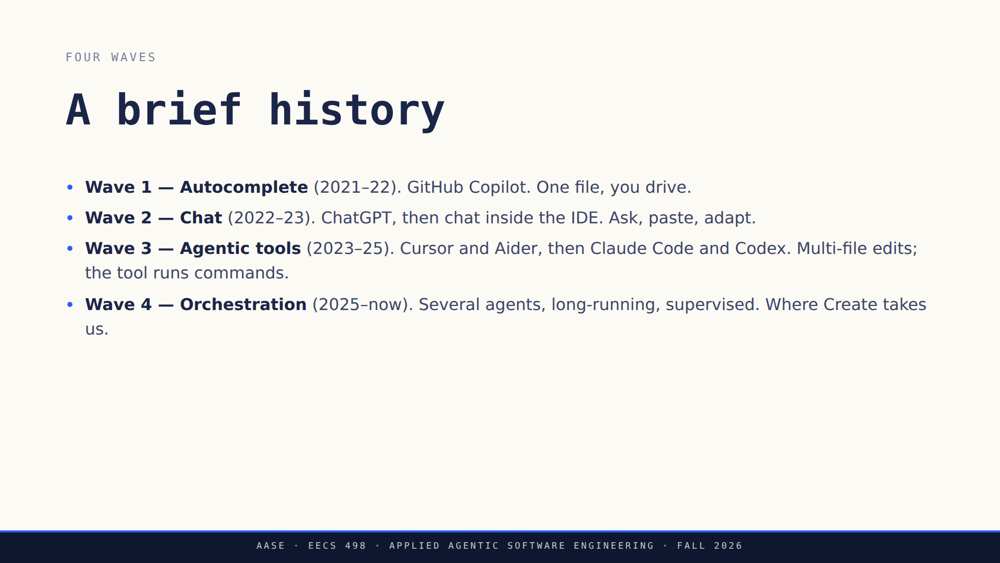 FOUR WAVES
A brief history
• Wave 1 — Autocomplete (2021–22). GitHub Copilot. One file, you drive.
• Wave 2 — Chat (2022–23). ChatGPT, then chat inside the IDE. Ask, paste, adapt.
• Wave 3 — Agentic tools (2023–25). Cursor and Aider, then Claude Code and Codex. Multi-file edits;
the tool runs commands.
• Wave 4 — Orchestration (2025–now). Several agents, long-running, supervised. Where Create takes
us.
AASE · EECS 498 · APPLIED AGENTIC SOFTWARE ENGINEERING · FALL 2026